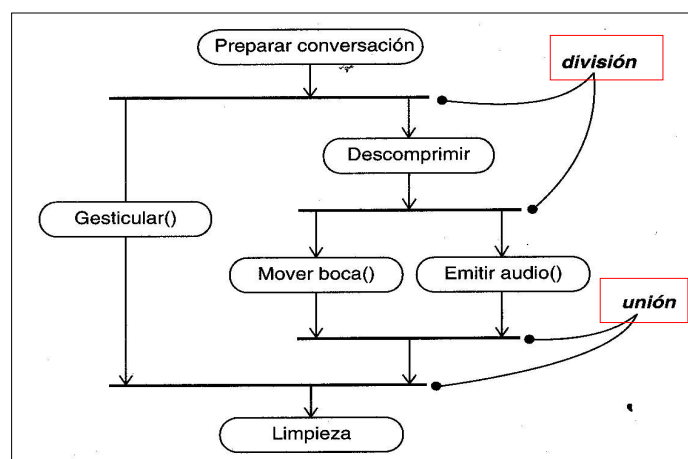 Preparar conversación
división
Descomprimir
Gesticular()
Mover boca()
Emitir audio()
unión
Limpieza